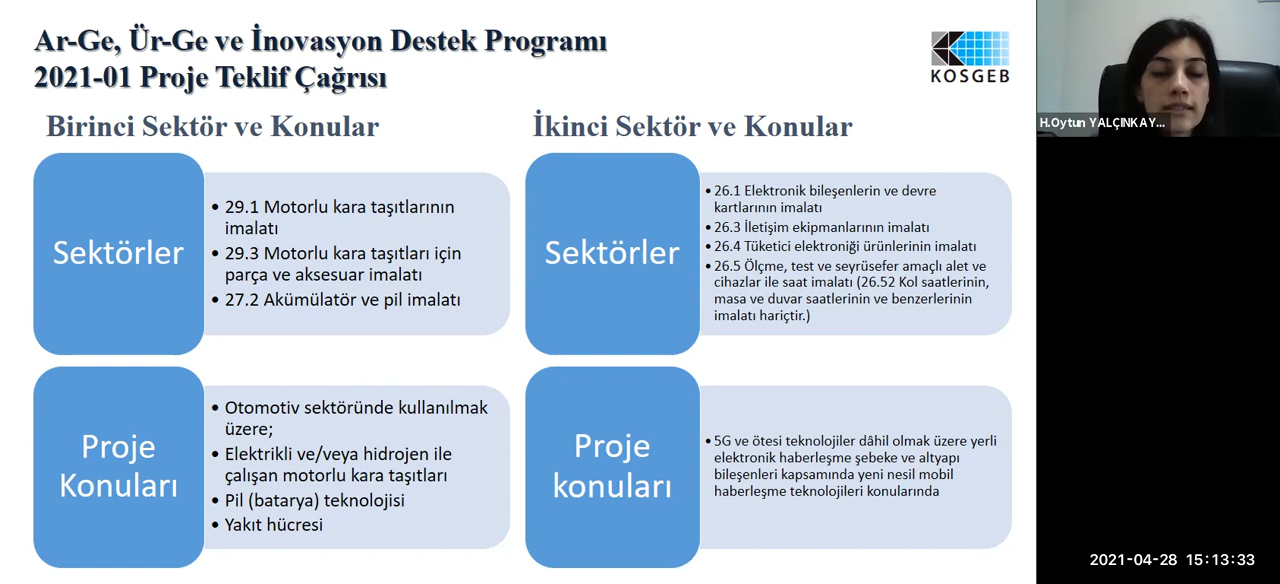 Ar-Ge, Ür-Ge ve İnovasyon Destek Programı
2021-01 Proje Teklif Çağrısı
KOSGEB
H.Oytun YALÇINKAY...
Birinci Sektör ve Konular
Sektörler
• 29.1 Motorlu kara taşıtlarının
imalatı
• 29.3 Motorlu kara taşıtları için
parça ve aksesuar imalatı
• 27.2 Akümülatör ve pil imalatı
Proje
Konuları
• Otomotiv sektöründe kullanılmak
üzere;
• Elektrikli ve/veya hidrojen ile
çalışan motorlu kara taşıtları
• Pil (batarya) teknolojisi
• Yakıt hücresi
İkinci Sektör ve Konular
Sektörler
• 26.1 Elektronik bileşenlerin ve devre
kartlarının imalatı
• 26.3 İletişim ekipmanlarının imalatı
• 26.4 Tüketici elektroniği ürünlerinin imalatı
• 26.5 Ölçme, test ve seyrüsefer amaçlı alet ve
cihazlar ile saat imalatı (26.52 Kol saatlerinin,
masa ve duvar saatlerinin ve benzerlerinin
imalatı hariçtir.)
Proje
konuları
• 5G ve ötesi teknolojiler dâhil olmak üzere yerli
elektronik haberleşme şebeke ve altyapı
bileşenleri kapsamında yeni nesil mobil
haberleşme teknolojileri konularında
2021-04-28 15:13:33